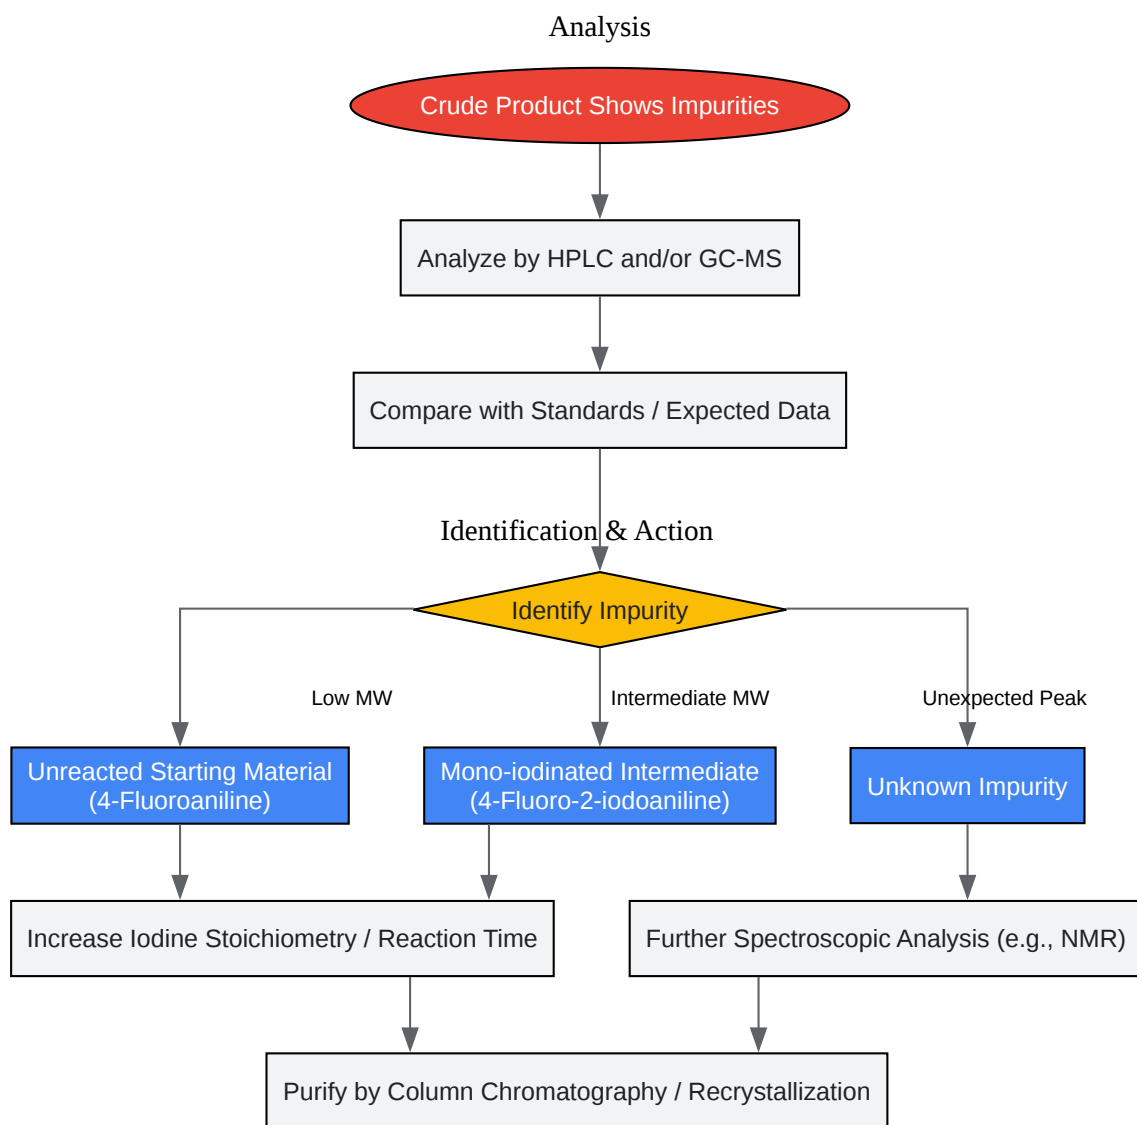 Analysis
Crude Product Shows Impurities
Analyze by HPLC and/or GC-MS
Compare with Standards / Expected Data
Identification & Action
Identify Impurity
Low MW
Intermediate MW
Unexpected Peak
Unreacted Starting Material
(4-Fluoroaniline)
Mono-iodinated Intermediate
(4-Fluoro-2-iodoaniline)
Unknown Impurity
Increase Iodine Stoichiometry / Reaction Time
Further Spectroscopic Analysis (e.g., NMR)
Purify by Column Chromatography / Recrystallization